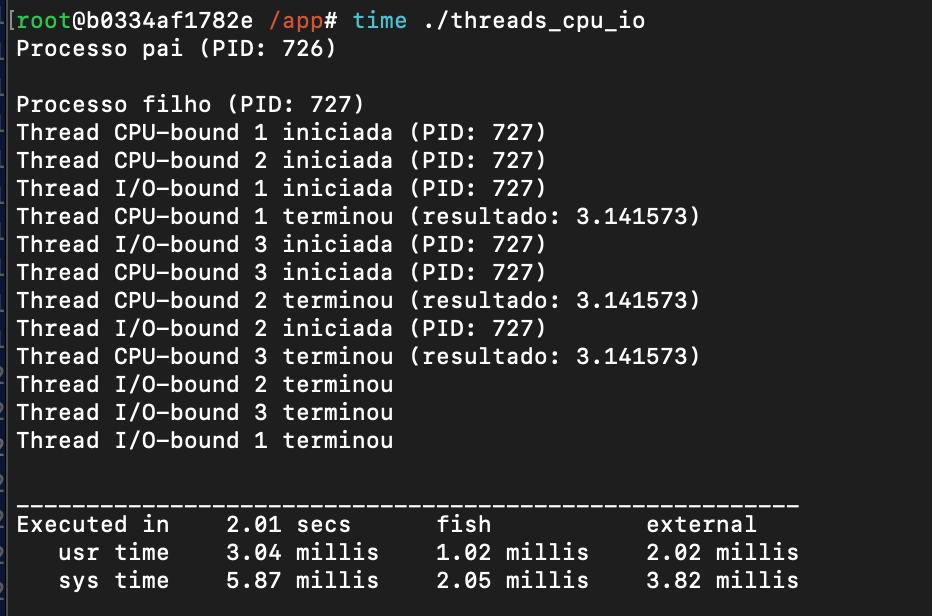 [root@b0334af1782e /app# time ./threads_cpu_io
Processo pai (PID: 726)
Processo filho (PID: 727)
Thread CPU-bound 1 iniciada (PID: 727)
Thread CPU-bound 2 iniciada (PID: 727)
Thread I/O-bound 1 iniciada (PID: 727)
Thread CPU-bound 1 terminou (resultado: 3.141573)
Thread I/O-bound 3 iniciada (PID: 727)
Thread CPU-bound 3 iniciada (PID: 727)
Thread CPU-bound 2 terminou (resultado: 3.141573)
Thread I/O-bound 2 iniciada (PID: 727)
Thread CPU-bound 3 terminou (resultado: 3.141573)
Thread I/O-bound 2 terminou
Thread I/O-bound 3 terminou
Thread I/O-bound 1 terminou
________________________________________________________
Executed in    2.01 secs      fish           external
   usr time    3.04 millis    1.02 millis    2.02 millis
   sys time    5.87 millis    2.05 millis    3.82 millis